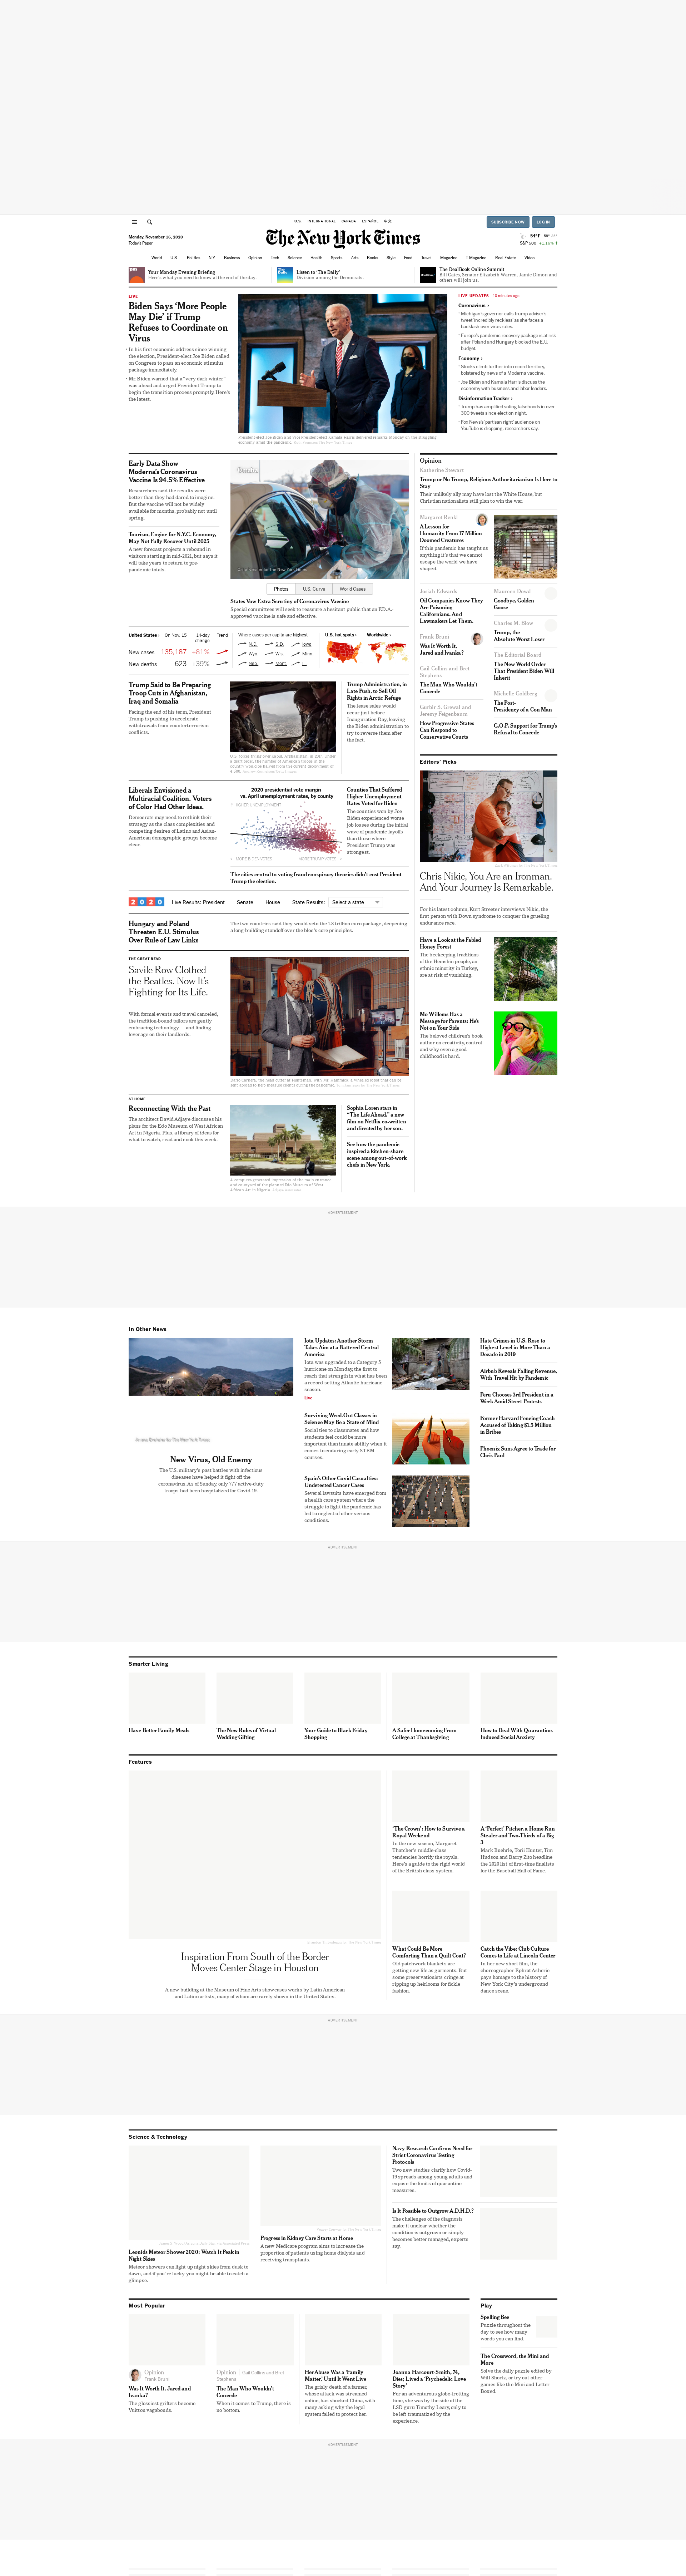 U.S.
INTERNATIONAL
CANADA
ESPAÑOL
中文
SUBSCRIBE NOW
LOG IN
Monday, November 16, 2020
Today's Paper
The New York Times
54°F
S&P 500 +1.16%
World
U.S.
Politics
N.Y.
Business
Opinion
Tech
Science
Health
Sports
Arts
Books
Style
Food
Travel
Magazine
T Magazine
Real Estate
Video
Your Monday Evening Briefing
Here's what you need to know at the end of the day.
Listen to 'The Daily'
Division among the Democrats.
The DealBook Online Summit
Bill Gates, Senator Elizabeth Warren, Jamie Dimon and
others will join us.
LIVE
Biden Says 'More People
May Die' if Trump
Refuses to Coordinate on
Virus
In his first economic address since winning
the election, President-elect Joe Biden called
on Congress to pass an economic stimulus
package immediately.
Mr. Biden warned that a "very dark winter"
was ahead and urged President Trump to
begin the transition process promptly. Here's
the latest.
President-elect Joe Biden and Vice President-elect Kamala Harris delivered remarks Monday on the struggling
economy amid the pandemic.
LIVE UPDATES 10 minutes ago
Coronavirus ›
Michigan's governor calls Trump adviser's
tweet 'incredibly reckless' as she faces a
backlash over virus rules.
Europe's pandemic recovery package is at risk
after Poland and Hungary blocked the E.U.
budget.
Economy ›
Stocks climb further into record territory,
bolstered by news of a Moderna vaccine.
Joe Biden and Kamala Harris discuss the
economy with business and labor leaders.
Disinformation Tracker ›
Trump has amplified voting falsehoods in over
300 tweets since election night.
Fox News's 'partisan right' audience on
YouTube is dropping, researchers say.
Early Data Show
Moderna's Coronavirus
Vaccine Is 94.5% Effective
Researchers said the results were
better than they had dared to imagine.
But the vaccine will not be widely
available for months, probably not until
spring.
Tourism, Engine for N.Y.C. Economy,
May Not Fully Recover Until 2025
A new forecast projects a rebound in
visitors starting in mid-2021, but says it
will take years to return to pre-
pandemic totals.
Photos
U.S. Curve
World Cases
States Vow Extra Scrutiny of Coronavirus Vaccine
Special committees will seek to reassure a hesitant public that an F.D.A.-
approved vaccine is safe and effective.
United States ›
On Nov. 15
14-day
change
Trend
New cases 135,187 +81%
New deaths 623 +39%
Where cases per capita are highest
N.D.
S.D.
Iowa
Wyo.
Wis.
Minn.
Neb.
Mont.
Ill.
U.S. hot spots ›
Worldwide ›
Trump Said to Be Preparing
Troop Cuts in Afghanistan,
Iraq and Somalia
Facing the end of his term, President
Trump is pushing to accelerate
withdrawals from counterterrorism
conflicts.
Trump Administration, in
Late Push, to Sell Oil
Rights in Arctic Refuge
The lease sales would
occur just before
Inauguration Day, leaving
the Biden administration to
try to reverse them after
the fact.
Liberals Envisioned a
Multiracial Coalition. Voters
of Color Had Other Ideas.
Democrats may need to rethink their
strategy as the class complexities and
competing desires of Latino and Asian-
American demographic groups become
clear.
2020 presidential vote margin
vs. April unemployment rates, by county
HIGHER UNEMPLOYMENT
MORE BIDEN VOTES
MORE TRUMP VOTES
Counties That Suffered
Higher Unemployment
Rates Voted for Biden
The counties won by Joe
Biden experienced worse
job losses during the initial
wave of pandemic layoffs
than those where
President Trump was
strongest.
The cities central to voting fraud conspiracy theories didn't cost President
Trump the election.
2020
Live Results: President
Senate
House
State Results:
Select a state
Hungary and Poland
Threaten E.U. Stimulus
Over Rule of Law Links
The two countries said they would veto the 1.8 trillion euro package, deepening
a long-building standoff over the bloc's core principles.
THE GREAT READ
Savile Row Clothed
the Beatles. Now It's
Fighting for Its Life.
With formal events and travel canceled,
the tradition-bound tailors are gently
embracing technology — and finding
leverage on their landlords.
AT HOME
Reconnecting With the Past
The architect David Adjaye discusses his
plans for the Edo Museum of West African
Art in Nigeria. Plus, a library of ideas for
what to watch, read and cook this week.
Sophia Loren stars in
"The Life Ahead," a new
film on Netflix co-written
and directed by her son.
See how the pandemic
inspired a kitchen-share
scene among out-of-work
chefs in New York.
Opinion
Katherine Stewart
Trump or No Trump, Religious Authoritarianism Is Here to
Stay
Their unlikely ally may have lost the White House, but
Christian nationalists still plan to win the war.
Margaret Renkl
A Lesson for
Humanity From 17 Million
Doomed Creatures
If this pandemic has taught us
anything it's that we cannot
escape the world we have
shaped.
Josiah Edwards
Oil Companies Know They
Are Poisoning
Californians. And
Lawmakers Let Them.
Maureen Dowd
Goodbye, Golden
Goose
Charles M. Blow
Trump, the
Absolute Worst Loser
Frank Bruni
Was It Worth It,
Jared and Ivanka?
The Editorial Board
The New World Order
That President Biden Will
Inherit
Gail Collins and Bret
Stephens
The Man Who Wouldn't
Concede
Michelle Goldberg
The Post-
Presidency of a Con Man
Ganesh Sitaraman
How Progressive States
Can Respond to
Conservative Courts
G.O.P. Support for Trump's
Refusal to Concede
Editors' Picks
Chris Nikic, You Are an Ironman.
And Your Journey Is Remarkable.
For his latest column, Kurt Streeter interviews Nikic, the
first person with Down syndrome to conquer the grueling
endurance race.
Have a Look at the Fabled
Honey Forest
The beekeeping traditions
of the Hemshin people, an
ethnic minority in Turkey,
are at risk of vanishing.
Mo Willems Has a
Message for Parents: He's
Not on Your Side
The beloved children's book
author on creativity, control
and why even a good
childhood is hard.
ADVERTISEMENT
In Other News
New Virus, Old Enemy
The U.S. military's past battles with infectious
diseases have helped it fight off the
coronavirus. As of Sunday, only 777 active-duty
troops had been hospitalized for Covid-19.
Iota Updates: Another Storm
Takes Aim at a Battered Central
America
Iota was upgraded to a Category 5
hurricane on Monday, the first to
reach that strength in what has been
a record-setting Atlantic hurricane
season.
Live
Surviving Weed-Out Classes in
Science May Be a State of Mind
Social ties to classmates and how
students feel could be more
important than innate ability when it
comes to enduring early STEM
courses.
Spain's Other Covid Casualties:
Undetected Cancer Cases
Several lawsuits have emerged from
a health care system where the
struggle to fight the pandemic has
led to neglect of other serious
conditions.
Hate Crimes in U.S. Rose to
Highest Level in More Than a
Decade in 2019
Airbnb Reveals Falling Revenue,
With Travel Hit by Pandemic
Peru Chooses 3rd President in a
Week Amid Street Protests
Former Harvard Fencing Coach
Accused of Taking $1.5 Million
in Bribes
Phoenix Suns Agree to Trade for
Chris Paul
ADVERTISEMENT
Smarter Living
Have Better Family Meals
The New Rules of Virtual
Wedding Gifting
Your Guide to Black Friday
Shopping
A Safer Homecoming From
College at Thanksgiving
How to Deal With Quarantine-
Induced Social Anxiety
Features
Inspiration From South of the Border
Moves Center Stage in Houston
A new building at the Museum of Fine Arts showcases works by Latin American
and Latino artists, many of whom are rarely shown in the United States.
'The Crown': How to Survive a
Royal Weekend
In the new season, Margaret
Thatcher's middle-class
tendencies horrify the royals.
Here's a guide to the rigid world
of the British class system.
A 'Perfect' Pitcher, a Home Run
Stealer and Two-Thirds of a Big
3
Mark Buehrle, Torii Hunter, Tim
Hudson and Barry Zito headline
the 2021 list of first-time finalists
for the Baseball Hall of Fame.
What Could Be More
Comforting Than a Quilt Coat?
Old patchwork blankets are
getting new life as garments. But
some preservationists cringe at
ripping up heirlooms for fickle
fashion.
Catch the Vibe: Club Culture
Comes to Life at Lincoln Center
In her new short film, the
choreographer Ephrat Asherie
pays homage to the history of
New York City's underground
dance scene.
ADVERTISEMENT
Science & Technology
Leonids Meteor Shower 2020: Watch It Peak in
Night Skies
Meteor showers can light up night skies from dusk to
dawn, and if you're lucky you might be able to catch a
glimpse.
Progress in Kidney Care Starts at Home
A new Medicare program aims to increase the
proportion of patients using home dialysis and
receiving transplants.
Navy Research Confirms Need for
Strict Coronavirus Testing
Protocols
Two new studies clarify how Covid-
19 spreads among young adults and
expose the limits of quarantine
measures.
Is It Possible to Outgrow A.D.H.D.?
The challenges of the diagnosis
make it unclear whether the
condition is outgrown or simply
becomes better managed, experts
say.
Most Popular
Opinion
Frank Bruni
Was It Worth It, Jared and
Ivanka?
The gloomiest grifters become
Vuitton vagabonds.
Opinion
Gail Collins and Bret
Stephens
The Man Who Wouldn't
Concede
When it comes to Trump, there is
no bottom.
Her Abuse Was a 'Family
Matter,' Until It Went Live
The grisly death of a farmer,
whose attack was streamed
online, has shocked China, with
many asking why the legal
system failed to protect her.
Joanna Harcourt-Smith, 74,
Dies; Lived a 'Psychedelic Love
Story'
For an adventurous globe-trotting
time, she was by the side of the
LSD guru Timothy Leary, only to
be left traumatized by the
experience.
Play
Spelling Bee
Puzzle throughout the
day to see how many
words you can find.
The Crossword, the Mini and
More
Solve the daily puzzle edited by
Will Shortz, or try out other
games like the Mini and Letter
Boxed.
ADVERTISEMENT